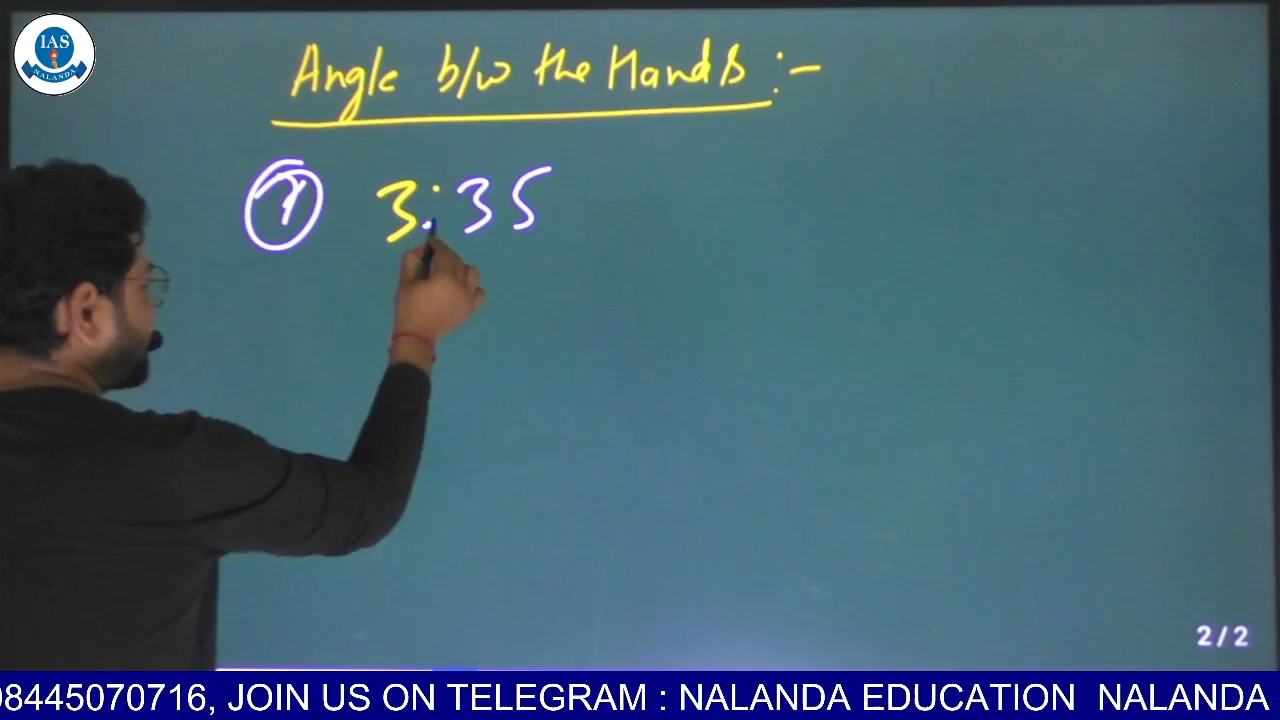 IAS
NALANDA
Angle b/w the Hands :-
① 3:35
2/2
08445070716, JOIN US ON TELEGRAM : NALANDA EDUCATION NALANDA